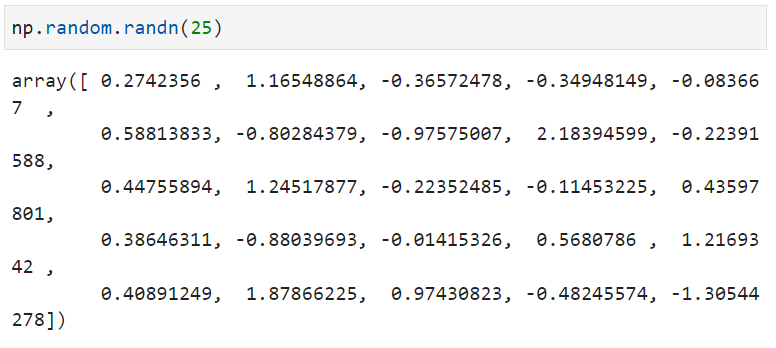 np.random.randn(25)
array([ 0.2742356 ,  1.16548864, -0.36572478, -0.34948149, -0.08366
7  ,
        0.58813833, -0.80284379, -0.97575007,  2.18394599, -0.22391
588,
        0.44755894,  1.24517877, -0.22352485, -0.11453225,  0.43597
801,
        0.38646311, -0.88039693, -0.01415326,  0.5680786 ,  1.21693
42 ,
        0.40891249,  1.87866225,  0.97430823, -0.48245574, -1.30544
278])